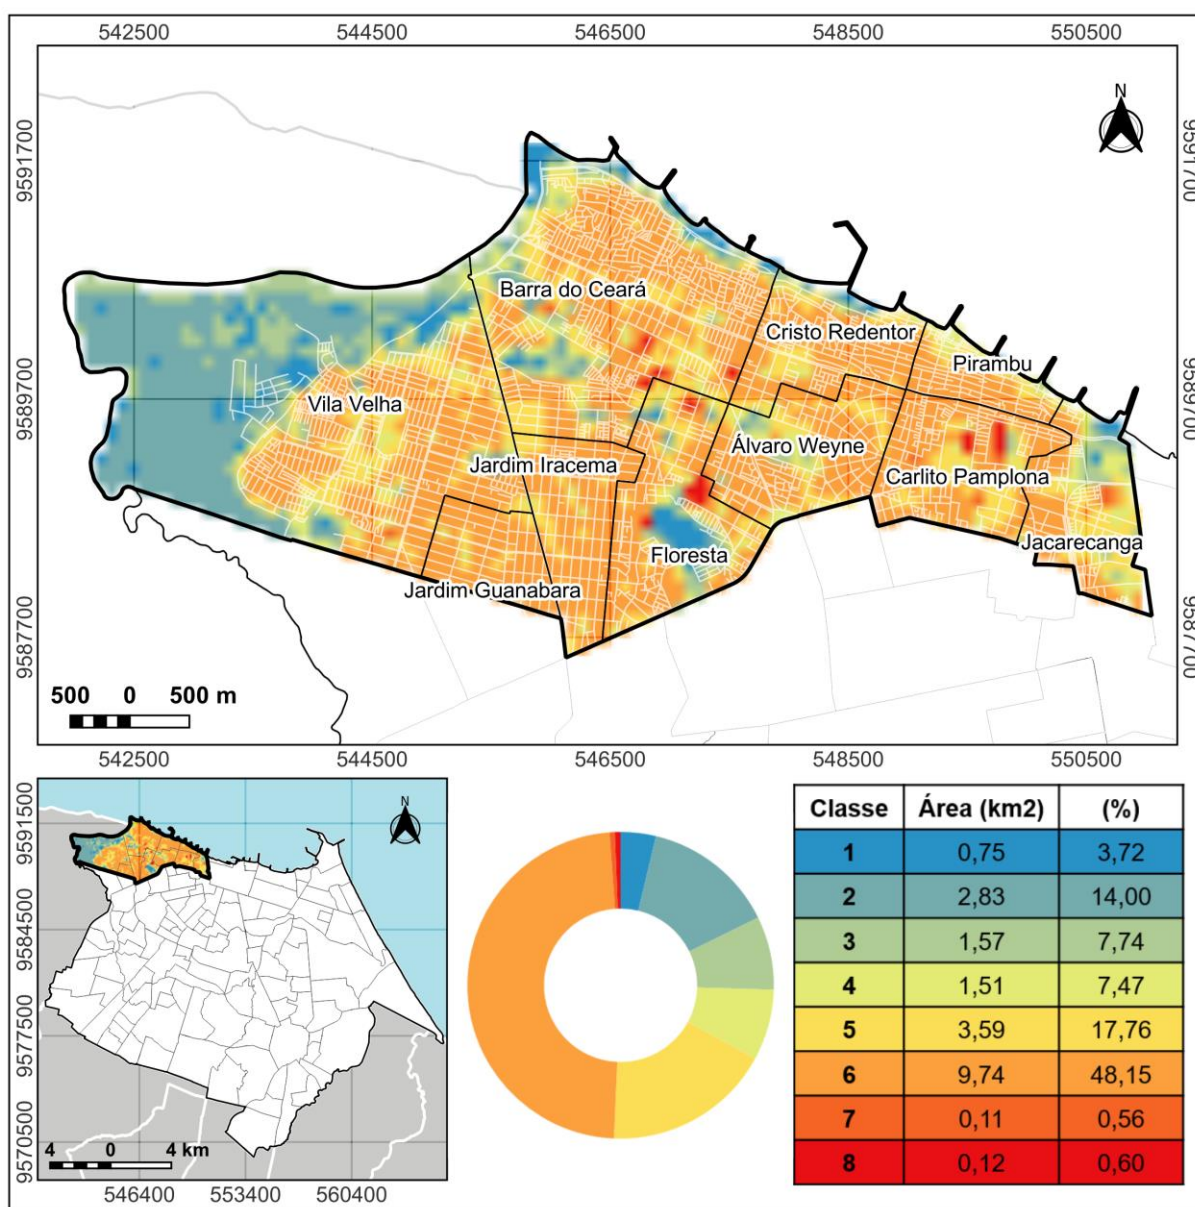 542500 544500 546500 548500 550500
N
9591700
9591700
Barra do Ceará
Cristo Redentor
Pirambu
9589700
9589700
Vila Velha
Álvaro Weyne
Jardim Iracema
Carlito Pamplona
Jacarecanga
Floresta
Jardim Guanabara
9587700
9587700
500 0 500 m
542500 544500 546500 548500 550500
N
9591500
9584500
9577500
9570500
4 0 4 km
546400 553400 560400
Classe Área (km2) (%)
1 0,75 3,72
2 2,83 14,00
3 1,57 7,74
4 1,51 7,47
5 3,59 17,76
6 9,74 48,15
7 0,11 0,56
8 0,12 0,60